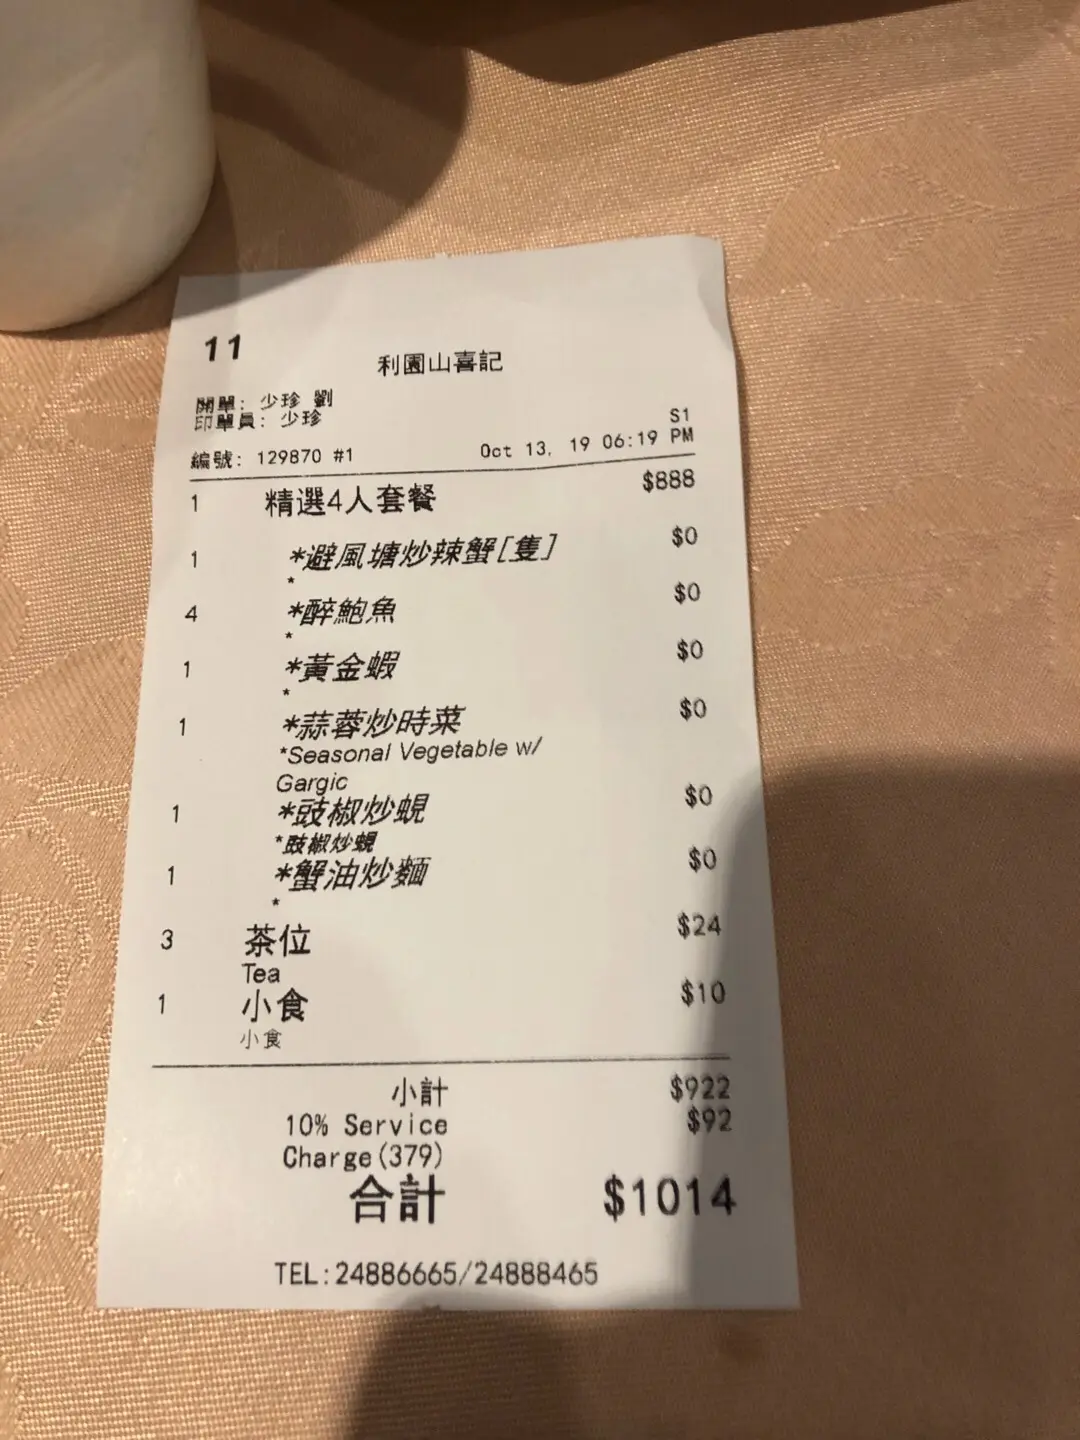 11
利園山喜記
開單: 少珍 劉
印單員: 少珍
S1
編號: 129870 #1 Oct 13, 19 06:19 PM
1 精選4人套餐 $888
1 *避風塘炒辣蟹[隻] $0
*
4 *醉鮑魚 $0
*
1 *黃金蝦 $0
*
1 *蒜蓉炒時菜 $0
*Seasonal Vegetable w/
Gargic
1 *豉椒炒蜆 $0
*豉椒炒蜆
1 *蟹油炒麵 $0
*
3 茶位 $24
Tea
1 小食 $10
小食
小計 $922
10% Service $92
Charge(379)
合計 $1014
TEL:24886665/24888465